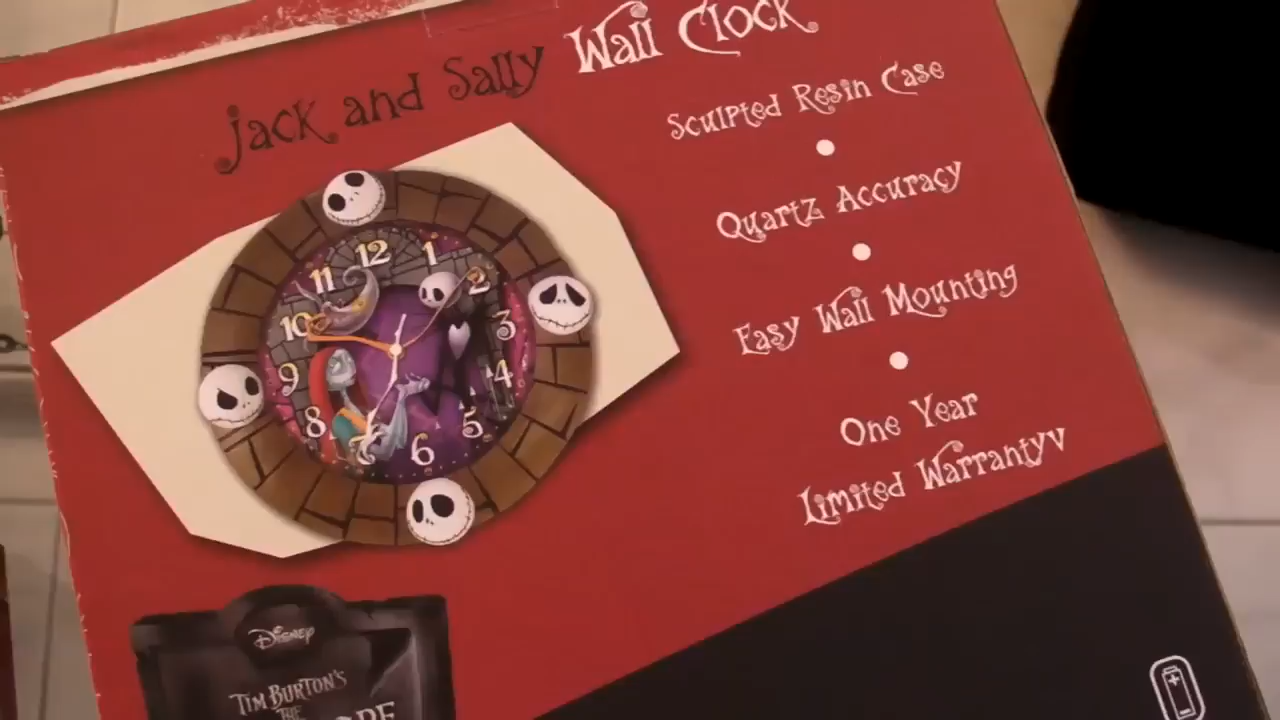 Jack and Sally Wall Clock
Sculpted Resin Case
Quartz Accuracy
Easy Wall Mounting
One Year
Limited Warrantyv
12
1
2
3
4
5
6
7
8
9
10
11
Disney
Tim Burton's
The